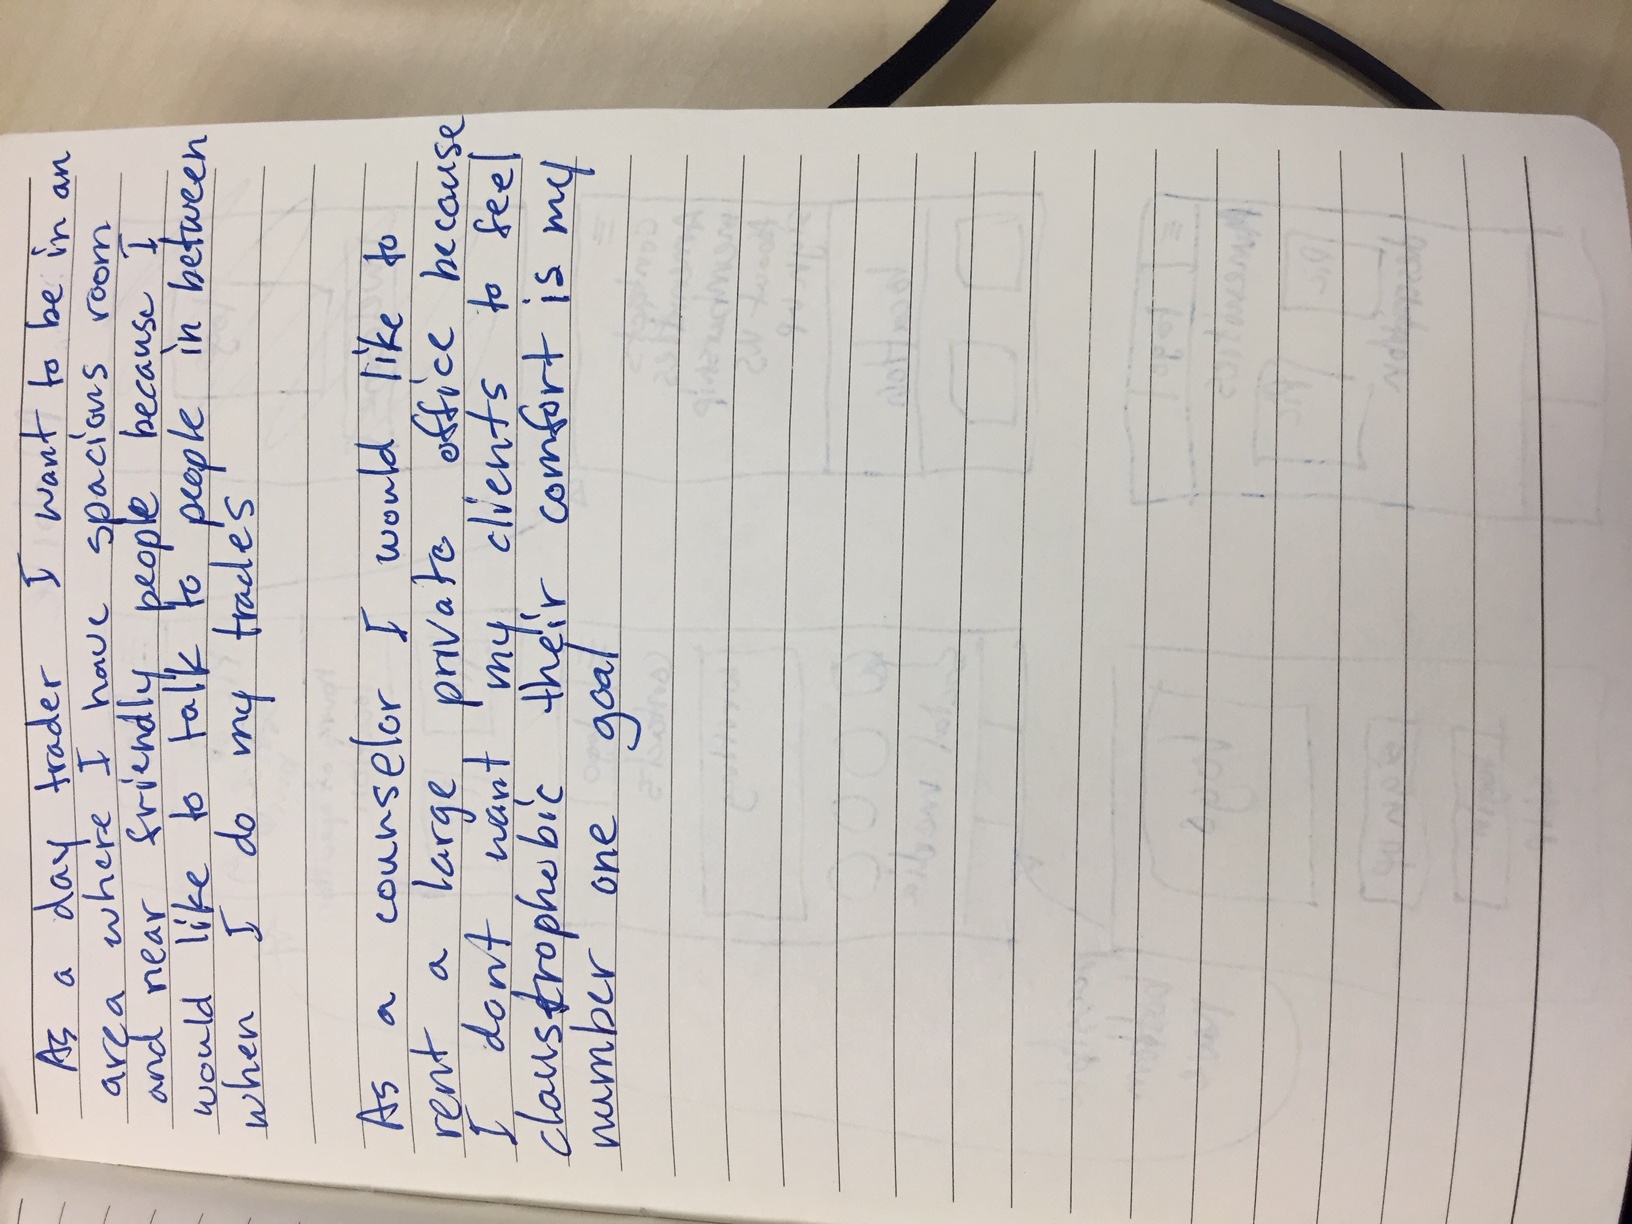 As a day trader I want to be in an
area where I have spacious room
and near friendly people because I
would like to talk to people in between
when I do my trades
As a counselor I would like to
rent a large private office because
I dont want my clients to feel
claustrophobic their comfort is my
number one goal